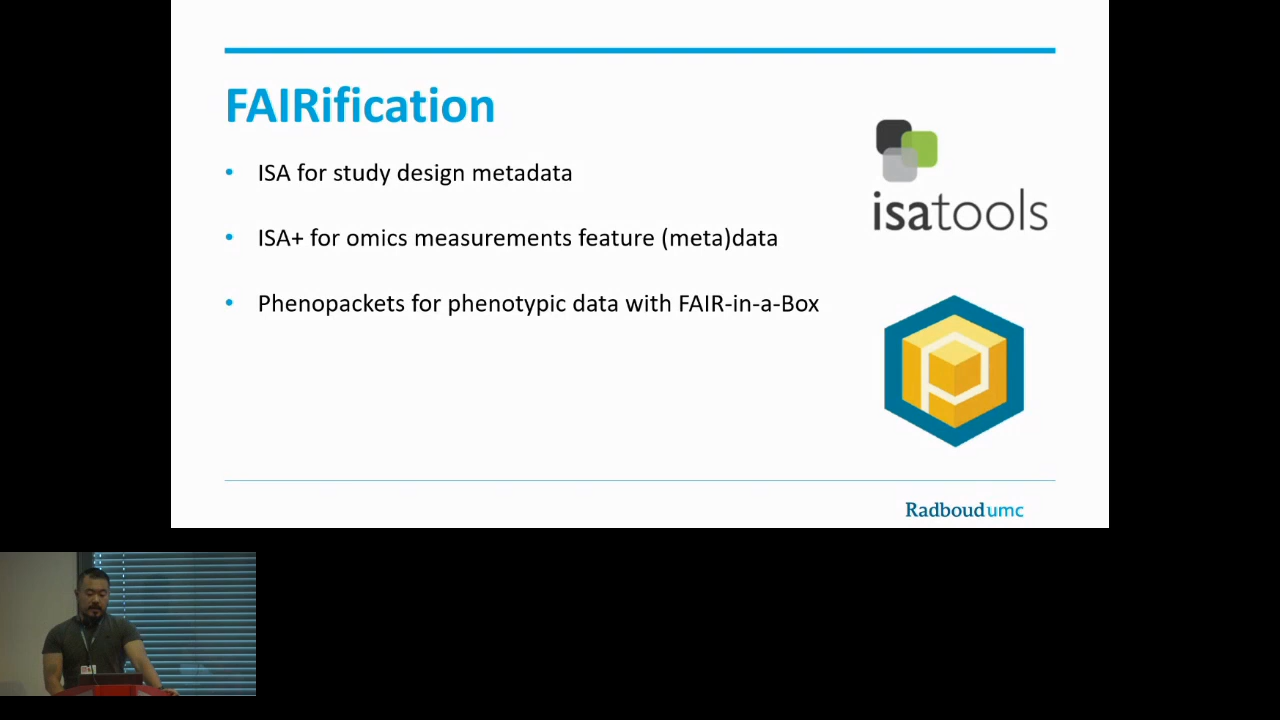 FAIRification
• ISA for study design metadata
• ISA+ for omics measurements feature (meta)data
• Phenopackets for phenotypic data with FAIR-in-a-Box
isatools
Radboudumc